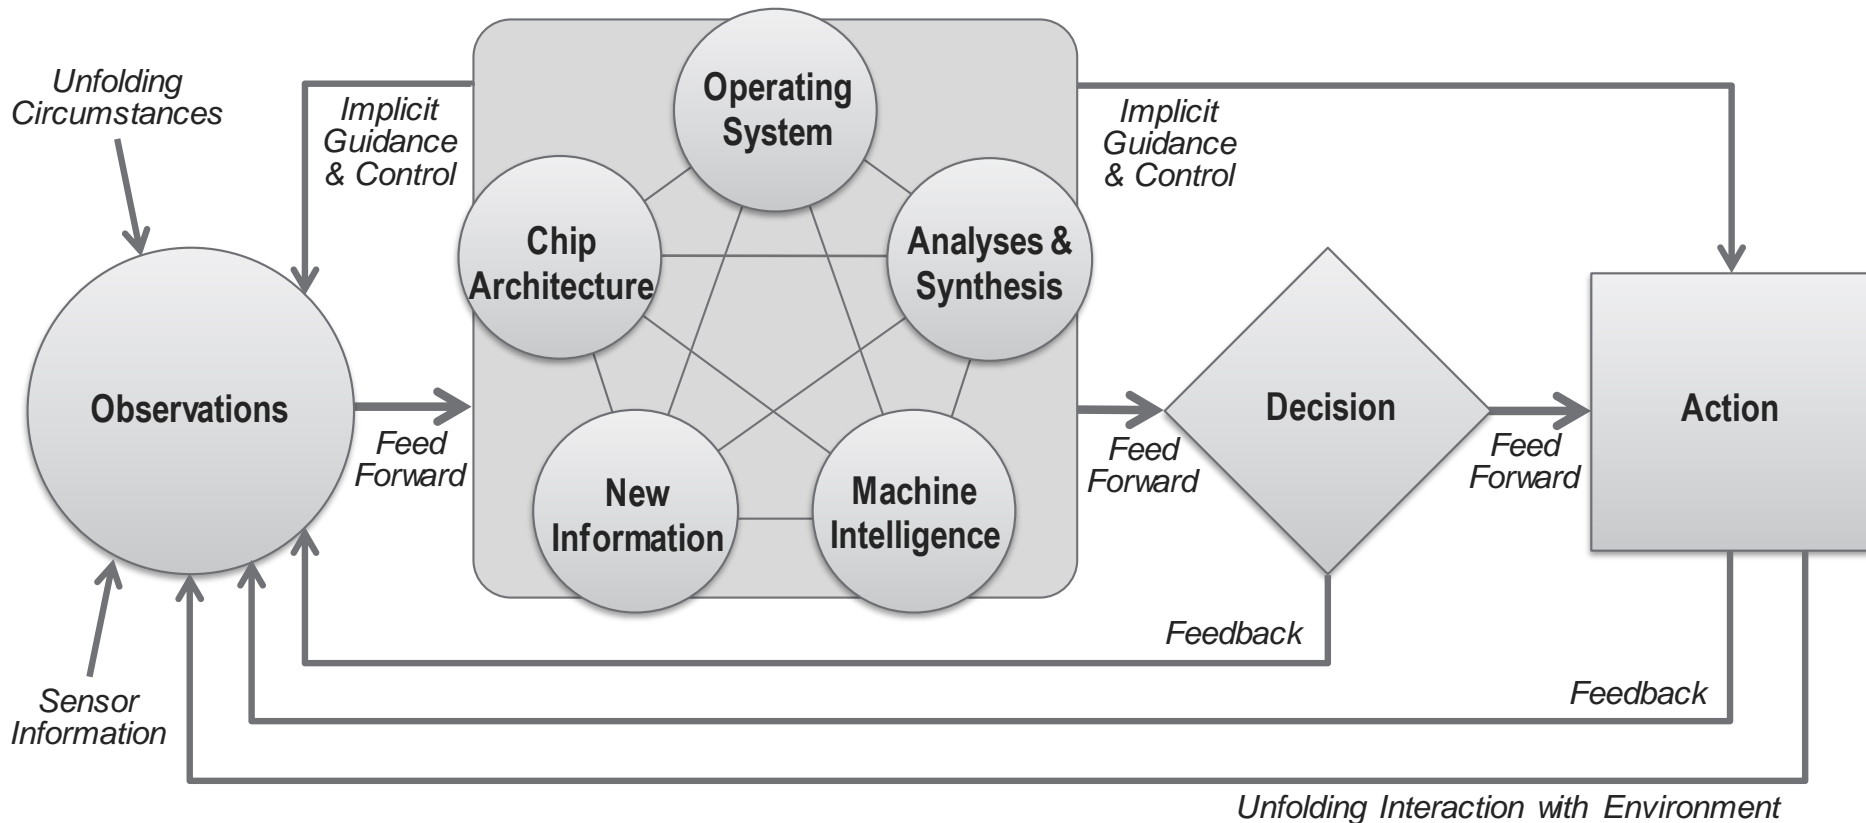 Unfolding
Circumstances
Implicit
Guidance
& Control
Operating
System
Implicit
Guidance
& Control
Chip
Architecture
Analyses &
Synthesis
Observations
Feed
Forward
New
Information
Machine
Intelligence
Feed
Forward
Decision
Feed
Forward
Action
Sensor
Information
Feedback
Feedback
Unfolding Interaction with Environment